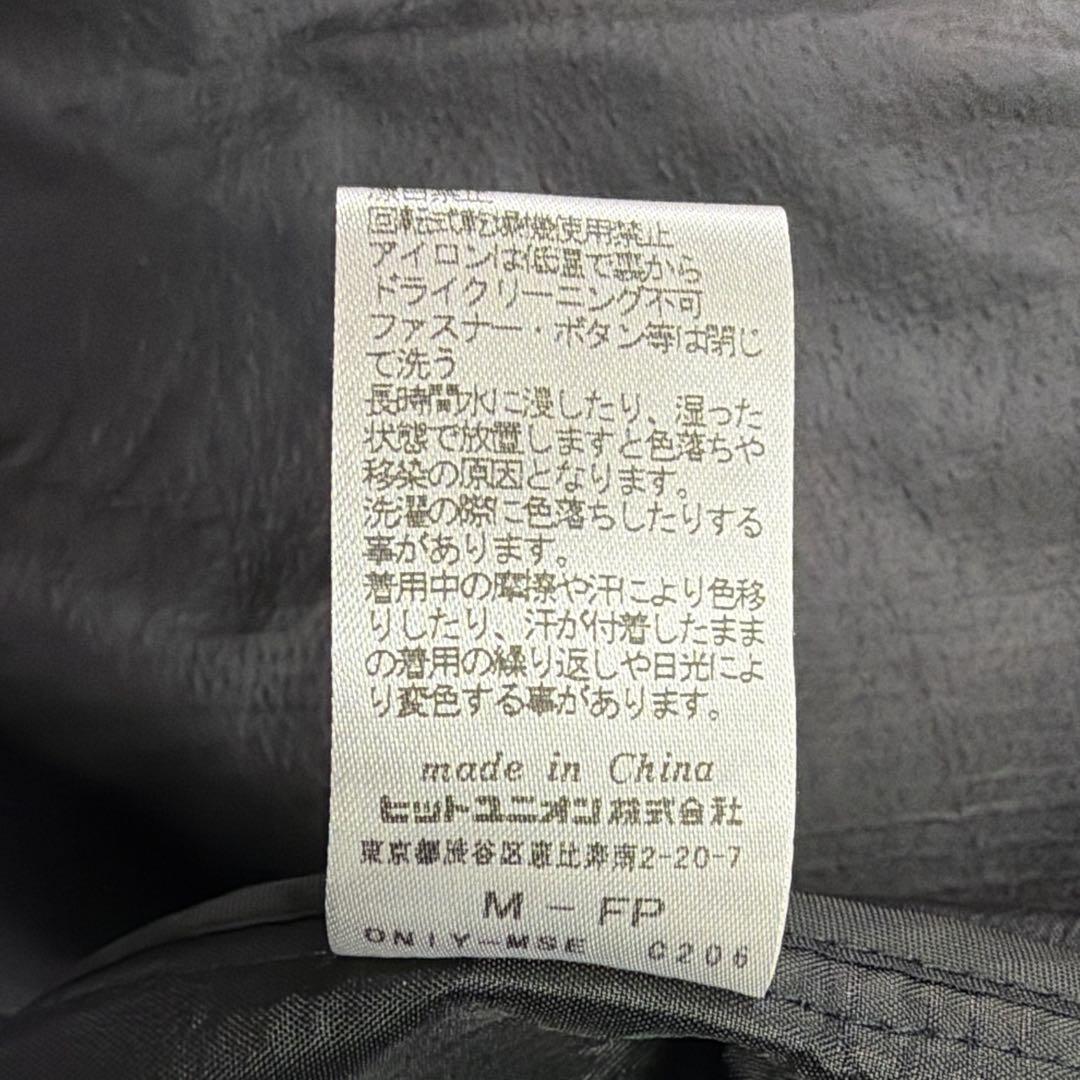 回転式乾燥機使用禁止
アイロンは低温で裏から
ドライクリーニング不可
ファスナー・ボタン等は閉じ
て洗う
長時間水に浸したり、湿った
状態で放置しますと色落ちや
移染の原因となります。
洗濯の際に色落ちしたりする
事があります。
着用中の摩擦や汗により色移
りしたり、汗が付着したまま
の着用の繰り返しや日光によ
り変色する事があります。
made in China
ヒットユニオン株式会社
東京都渋谷区恵比寿南2-20-7
M - FP
ONIY-MSE C206